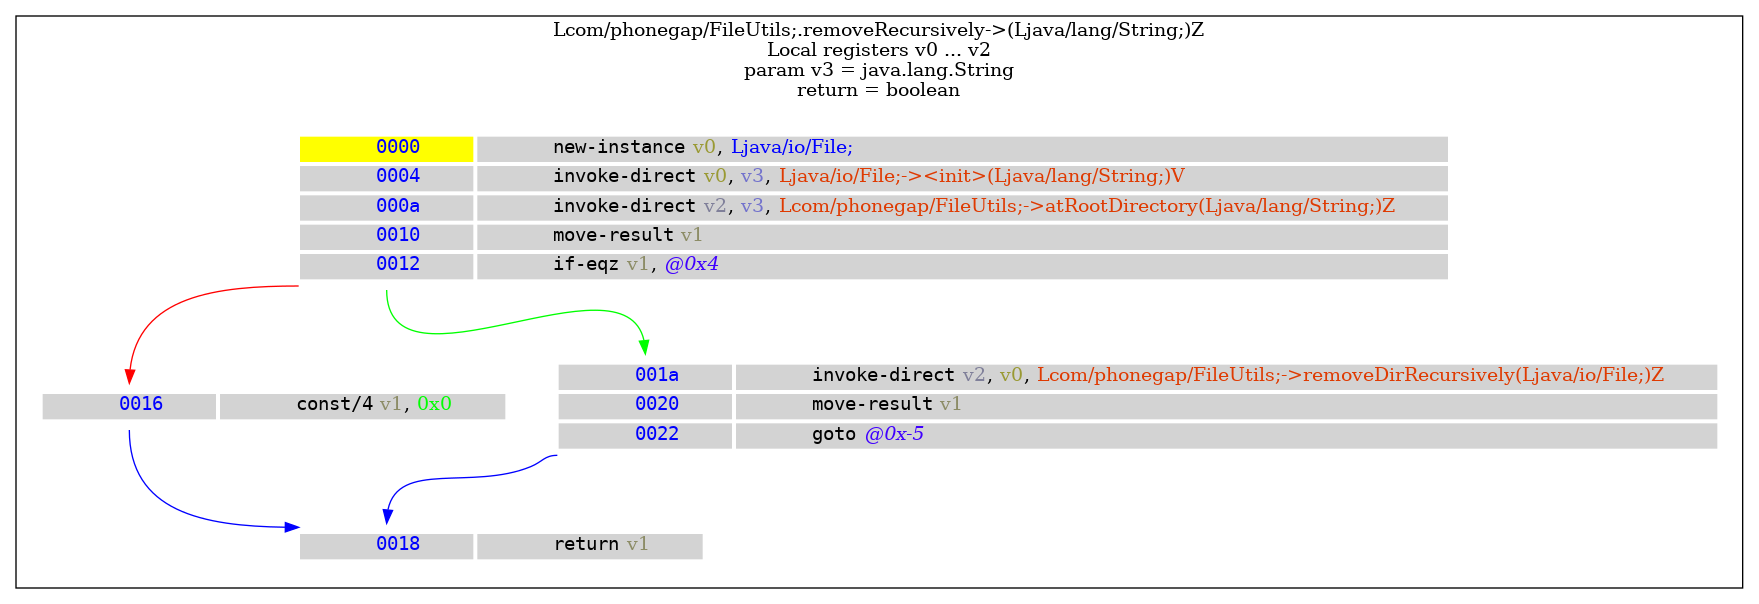 Lcom/phonegap/FileUtils;.removeRecursively->(Ljava/lang/String;)Z
Local registers v0 ... v2
param v3 = java.lang.String
return = boolean
0000 new-instance v0, Ljava/io/File;
0004 invoke-direct v0, v3, Ljava/io/File;-><init>(Ljava/lang/String;)V
000a invoke-direct v2, v3, Lcom/phonegap/FileUtils;->atRootDirectory(Ljava/lang/String;)Z
0010 move-result v1
0012 if-eqz v1, @0x4
0016 const/4 v1, 0x0
001a invoke-direct v2, v0, Lcom/phonegap/FileUtils;->removeDirRecursively(Ljava/io/File;)Z
0020 move-result v1
0022 goto @0x-5
0018 return v1